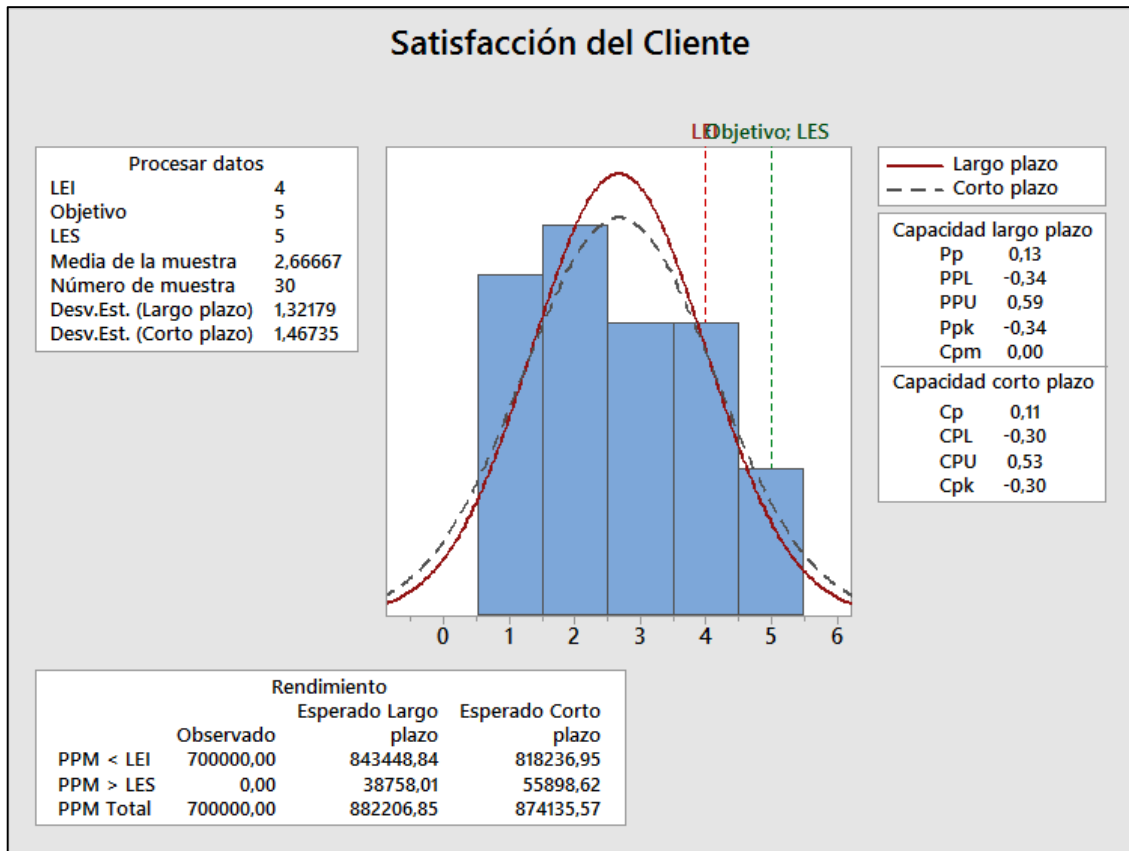 Satisfacción del Cliente
LEI Objetivo; LES
Procesar datos
LEI 4
Objetivo 5
LES 5
Media de la muestra 2,66667
Número de muestra 30
Desv.Est. (Largo plazo) 1,32179
Desv.Est. (Corto plazo) 1,46735
Largo plazo
Corto plazo
Capacidad largo plazo
Pp 0,13
PPL -0,34
PPU 0,59
Ppk -0,34
Cpm 0,00
Capacidad corto plazo
Cp 0,11
CPL -0,30
CPU 0,53
Cpk -0,30
0 1 2 3 4 5 6
Rendimiento
Esperado Largo Esperado Corto
Observado plazo plazo
PPM < LEI 700000,00 843448,84 818236,95
PPM > LES 0,00 38758,01 55898,62
PPM Total 700000,00 882206,85 874135,57